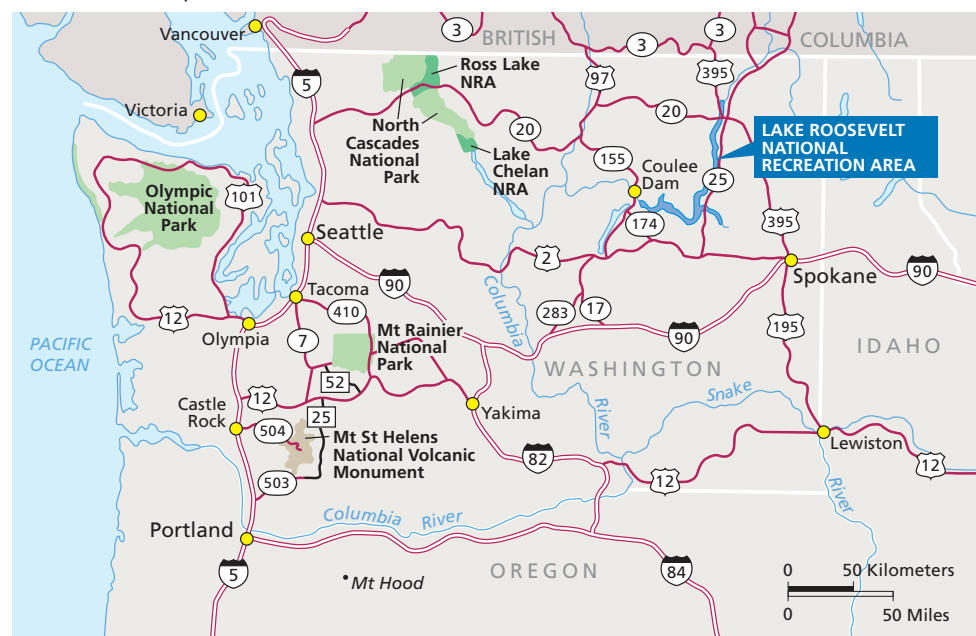 Vancouver
3
BRITISH
3
3
COLUMBIA
5
Ross Lake
NRA
97
395
Victoria
North
Cascades
National
Park
20
20
LAKE ROOSEVELT
NATIONAL
RECREATION AREA
Lake
Chelan
NRA
155
Coulee
Dam
25
Olympic
National
Park
101
174
395
Seattle
2
Spokane
90
90
Tacoma
410
Columbia
283
17
12
Olympia
7
Mt Rainier
National
Park
90
195
PACIFIC
OCEAN
IDAHO
WASHINGTON
52
12
25
Snake
Castle
Rock
504
Yakima
River
Lewiston
Mt St Helens
National Volcanic
Monument
82
12
12
503
River
Portland
Columbia River
5
Mt Hood
OREGON
84
0 50 Kilometers
0 50 Miles